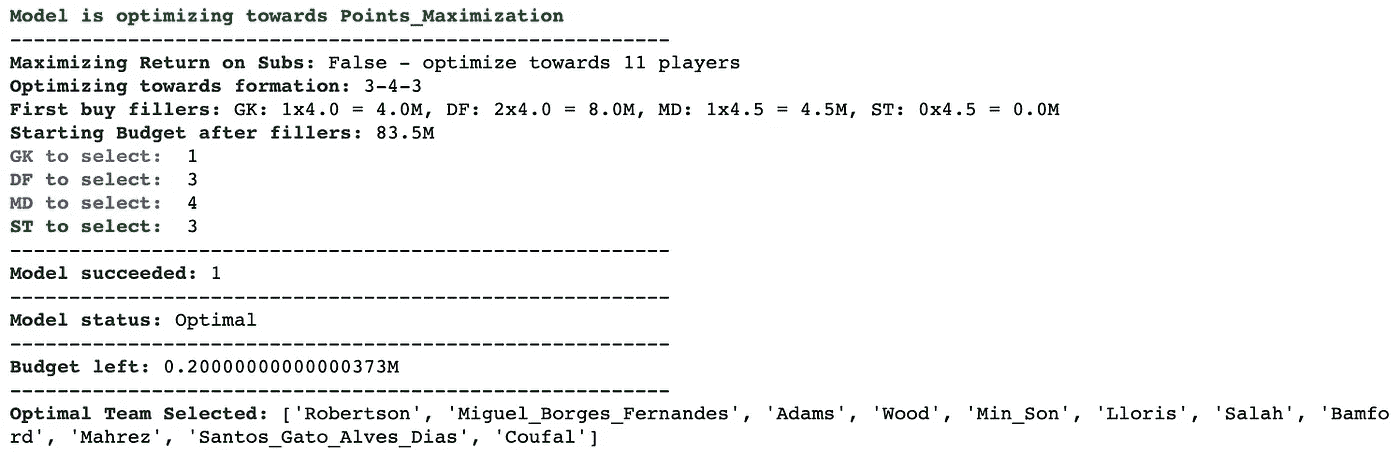 Model is optimizing towards Points_Maximization
--------------------------------------------------------
Maximizing Return on Subs: False - optimize towards 11 players
Optimizing towards formation: 3-4-3
First buy fillers: GK: 1x4.0 = 4.0M, DF: 2x4.0 = 8.0M, MD: 1x4.5 = 4.5M, ST: 0x4.5 = 0.0M
Starting Budget after fillers: 83.5M
GK to select:  1
DF to select:  3
MD to select:  4
ST to select:  3
--------------------------------------------------------
Model succeeded: 1
--------------------------------------------------------
Model status: Optimal
--------------------------------------------------------
Budget left: 0.20000000000000373M
--------------------------------------------------------
Optimal Team Selected: ['Robertson', 'Miguel_Borges_Fernandes', 'Adams', 'Wood', 'Min_Son', 'Lloris', 'Salah', 'Bamfo
rd', 'Mahrez', 'Santos_Gato_Alves_Dias', 'Coufal']